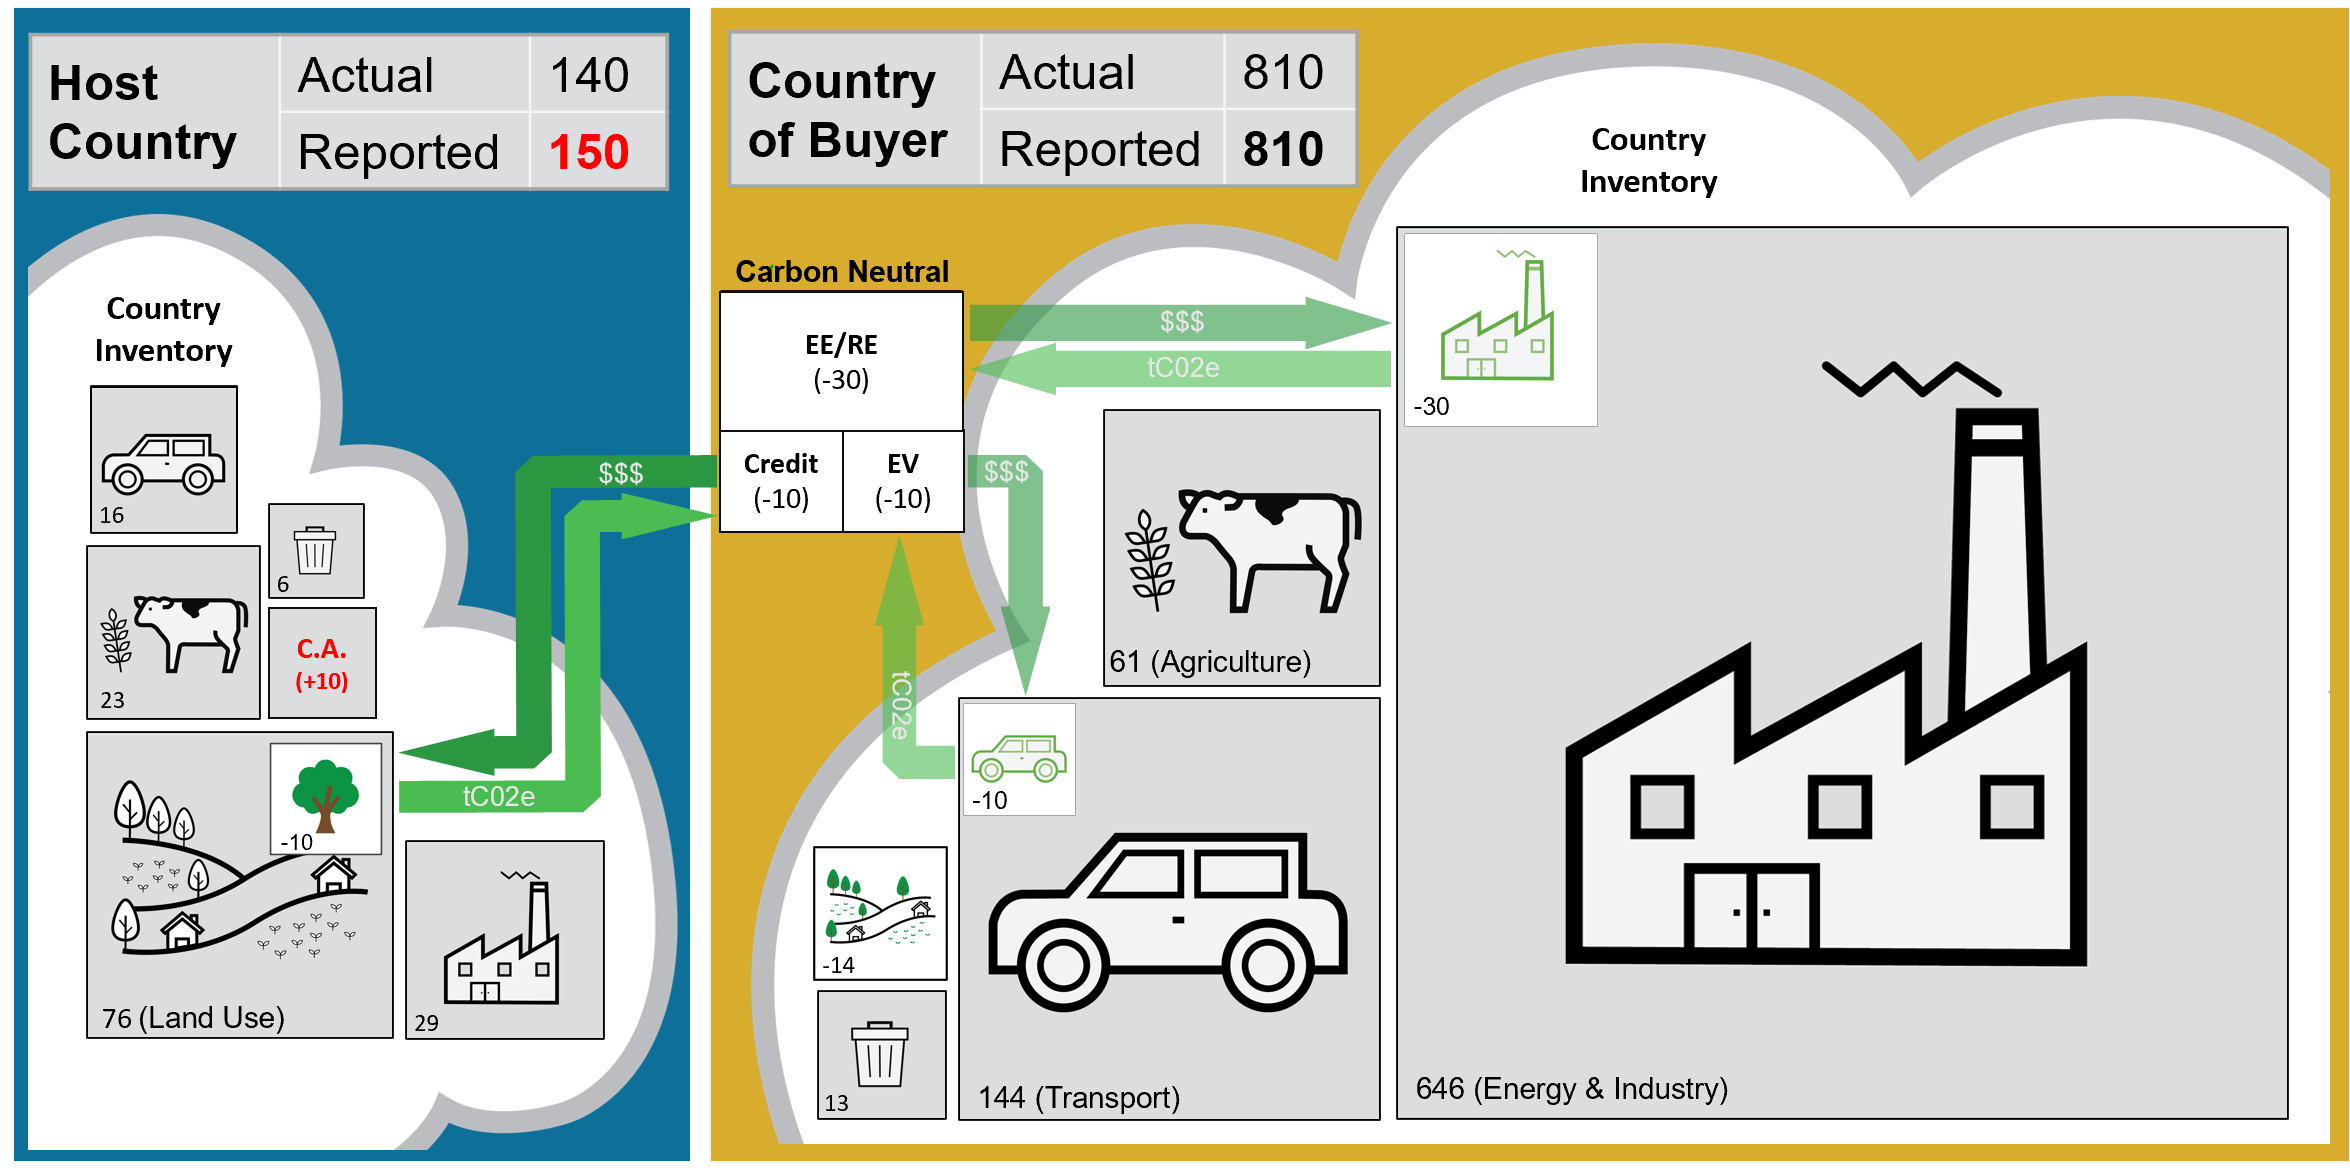 Host
Country
Actual 140
Reported 150
Country
of Buyer
Actual 810
Reported 810
Country
Inventory
16
6
23
C.A.
(+10)
-10
76 (Land Use)
29
Carbon Neutral
EE/RE
(-30)
Credit
(-10)
EV
(-10)
$$$
tC02e
$$$
tC02e
$$$
tC02e
Country
Inventory
-30
61 (Agriculture)
-10
144 (Transport)
-14
13
646 (Energy & Industry)